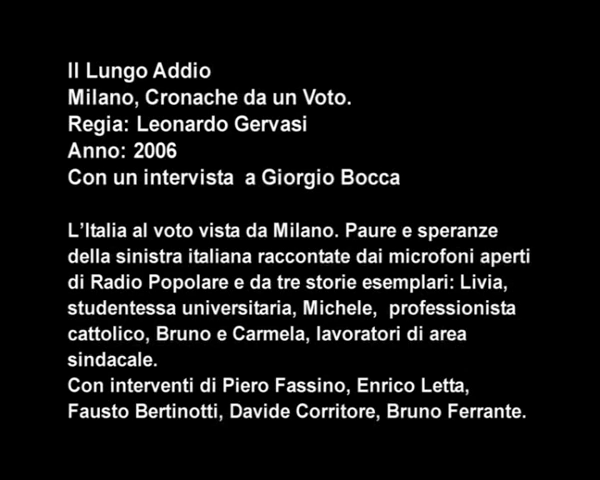 Il Lungo Addio
Milano, Cronache da un Voto.
Regia: Leonardo Gervasi
Anno: 2006
Con un intervista  a Giorgio Bocca
L'Italia al voto vista da Milano. Paure e speranze
della sinistra italiana raccontate dai microfoni aperti
di Radio Popolare e da tre storie esemplari: Livia,
studentessa universitaria, Michele,  professionista
cattolico, Bruno e Carmela, lavoratori di area
sindacale.
Con interventi di Piero Fassino, Enrico Letta,
Fausto Bertinotti, Davide Corritore, Bruno Ferrante.